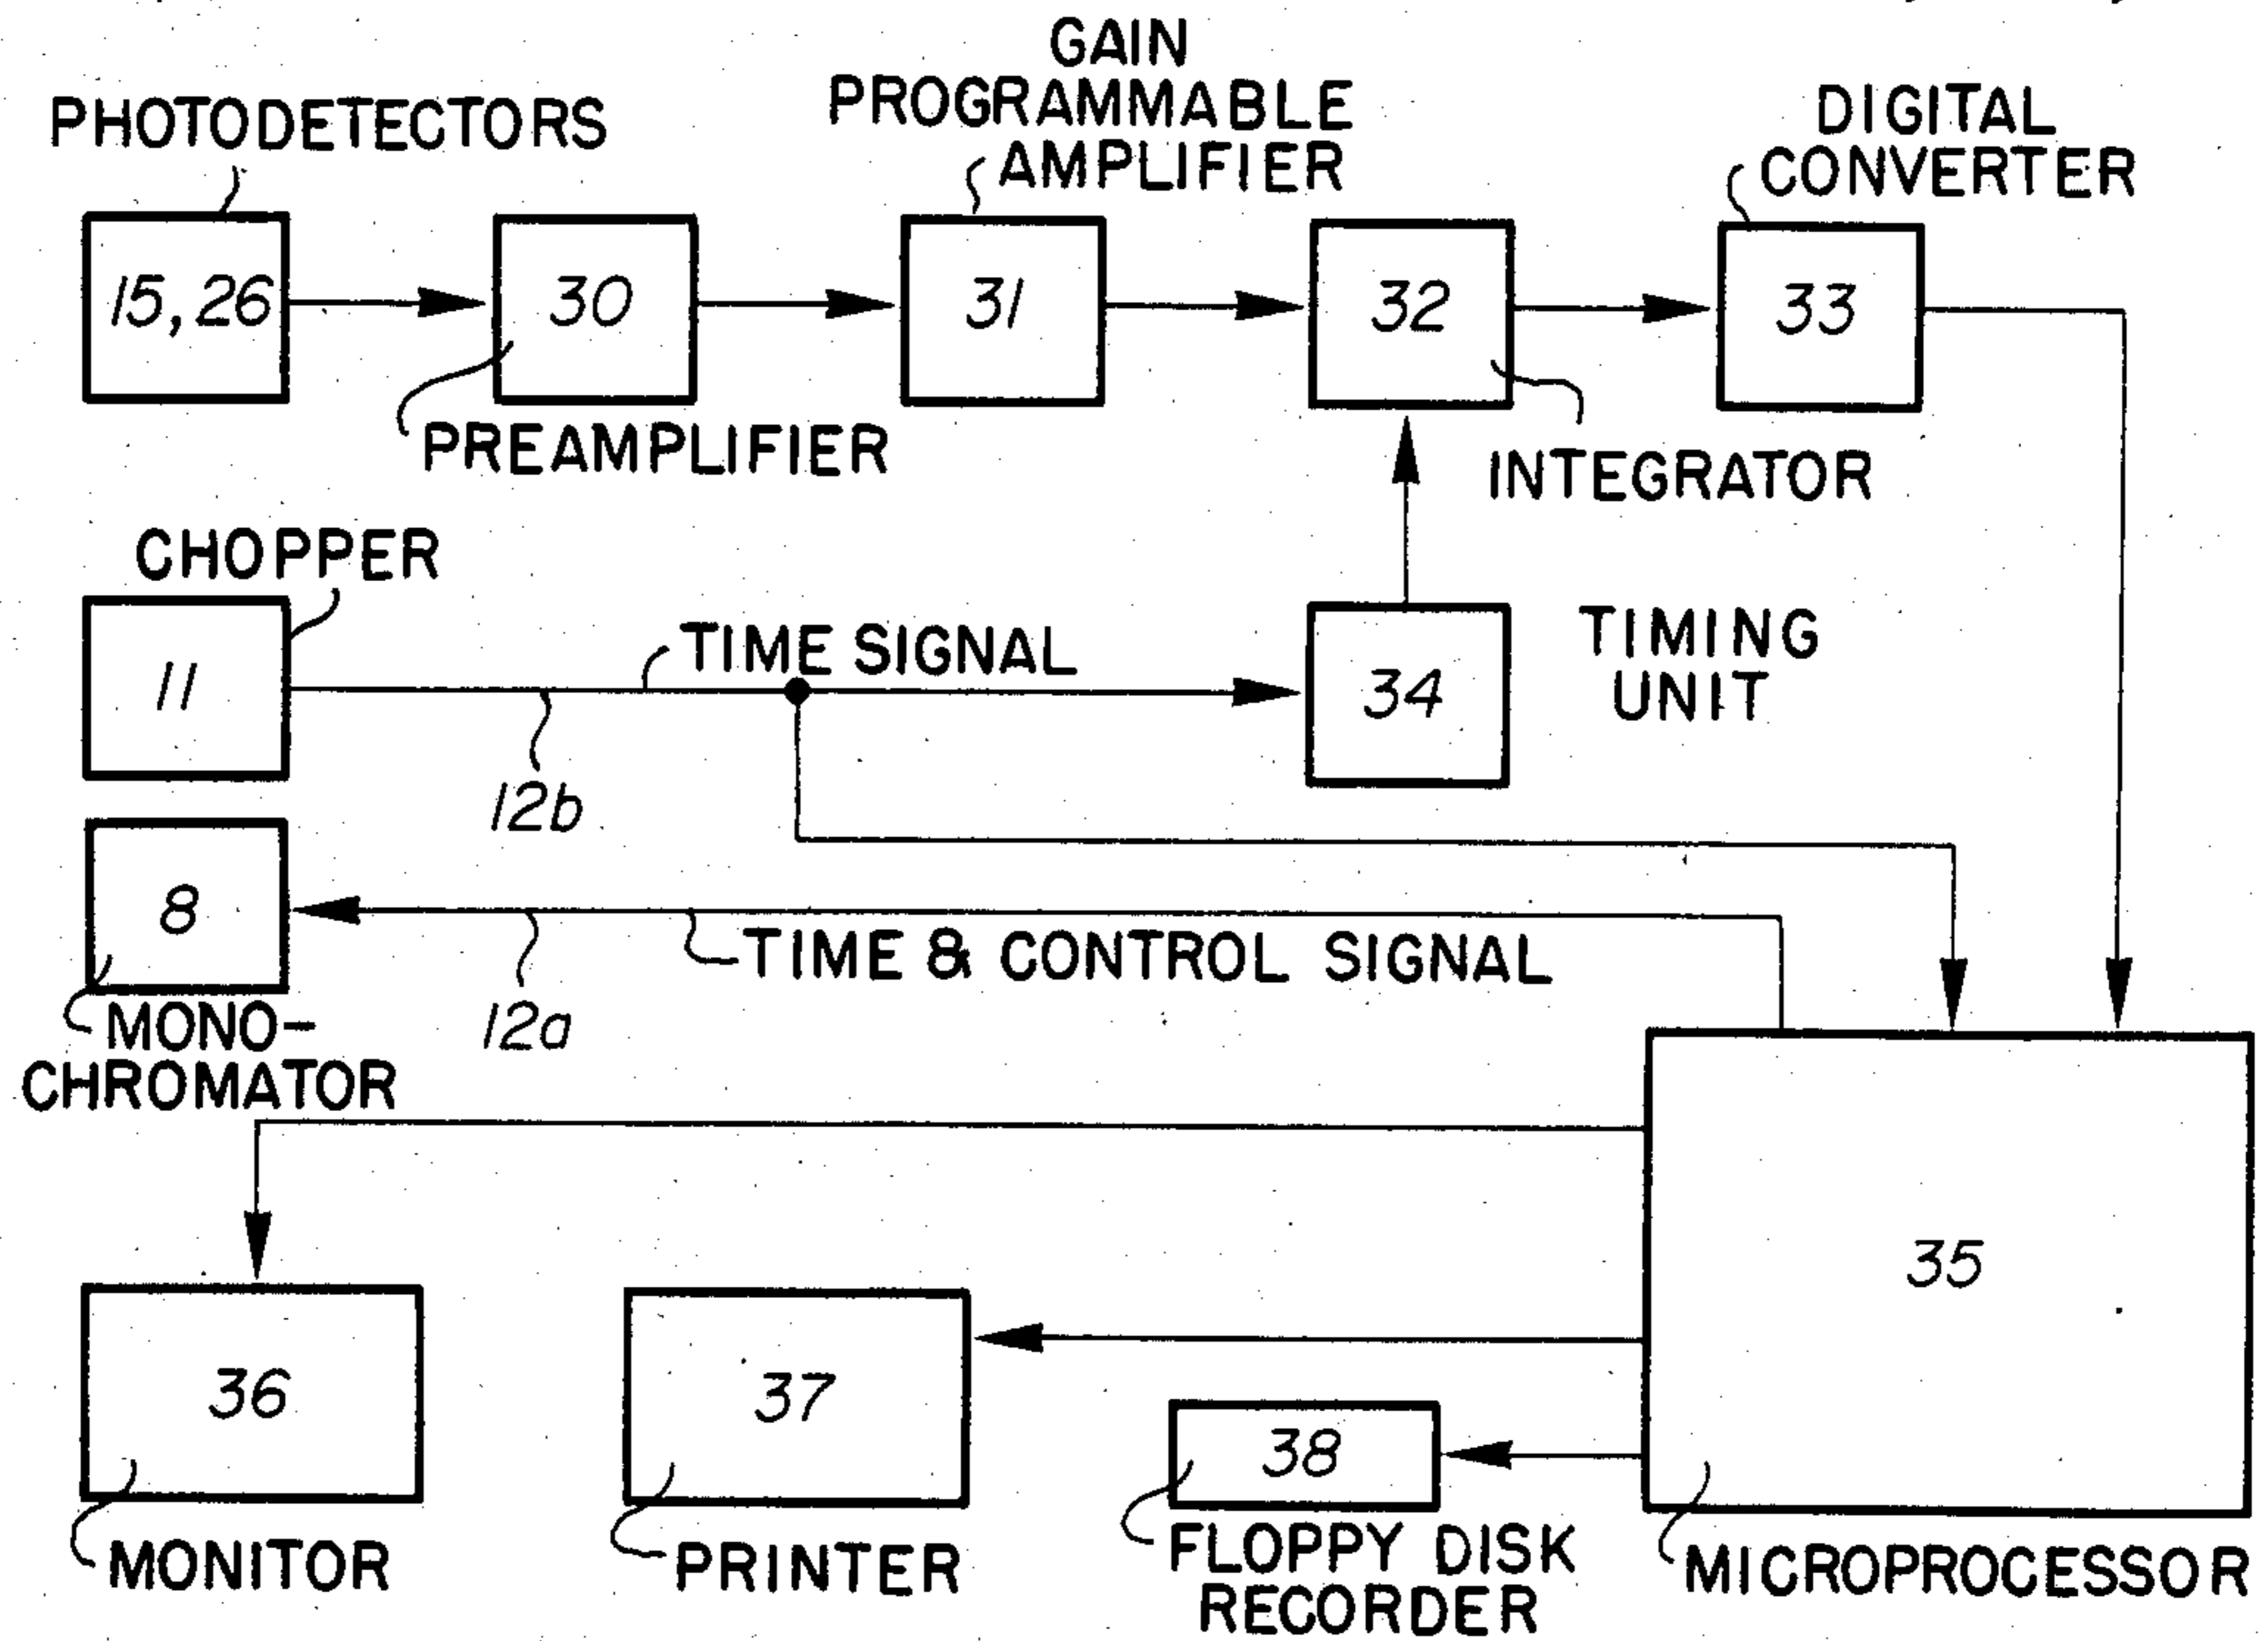 GAIN
PROGRAMMABLE
AMPLIFIER
PHOTODETECTORS
DIGITAL
CONVERTER
15, 26
30
31
32
33
PREAMPLIFIER
INTEGRATOR
CHOPPER
11
TIME SIGNAL
12b
34
TIMING
UNIT
8
TIME & CONTROL SIGNAL
12a
MONO-
CHROMATOR
35
36
37
38
MONITOR
PRINTER
FLOPPY DISK
RECORDER
MICROPROCESSOR